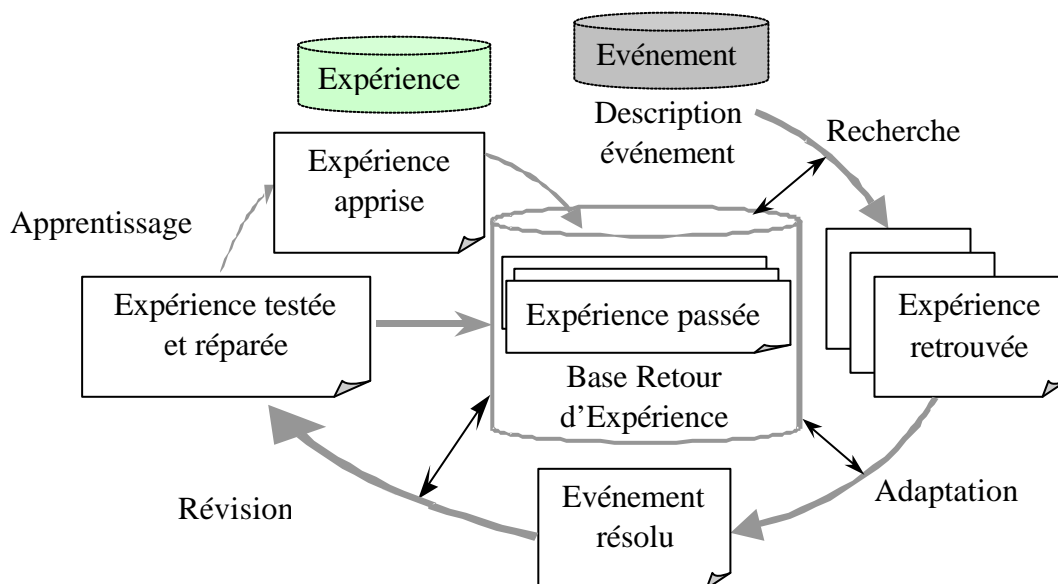 Evénement
Expérience
Description
événement
Recherche
Expérience
apprise
Apprentissage
Expérience testée
et réparée
Expérience passée
Expérience
retrouvée
Base Retour
d’Expérience
Révision
Evénement
résolu
Adaptation